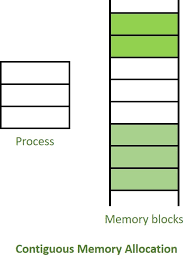 Process
Memory blocks
Contiguous Memory Allocation